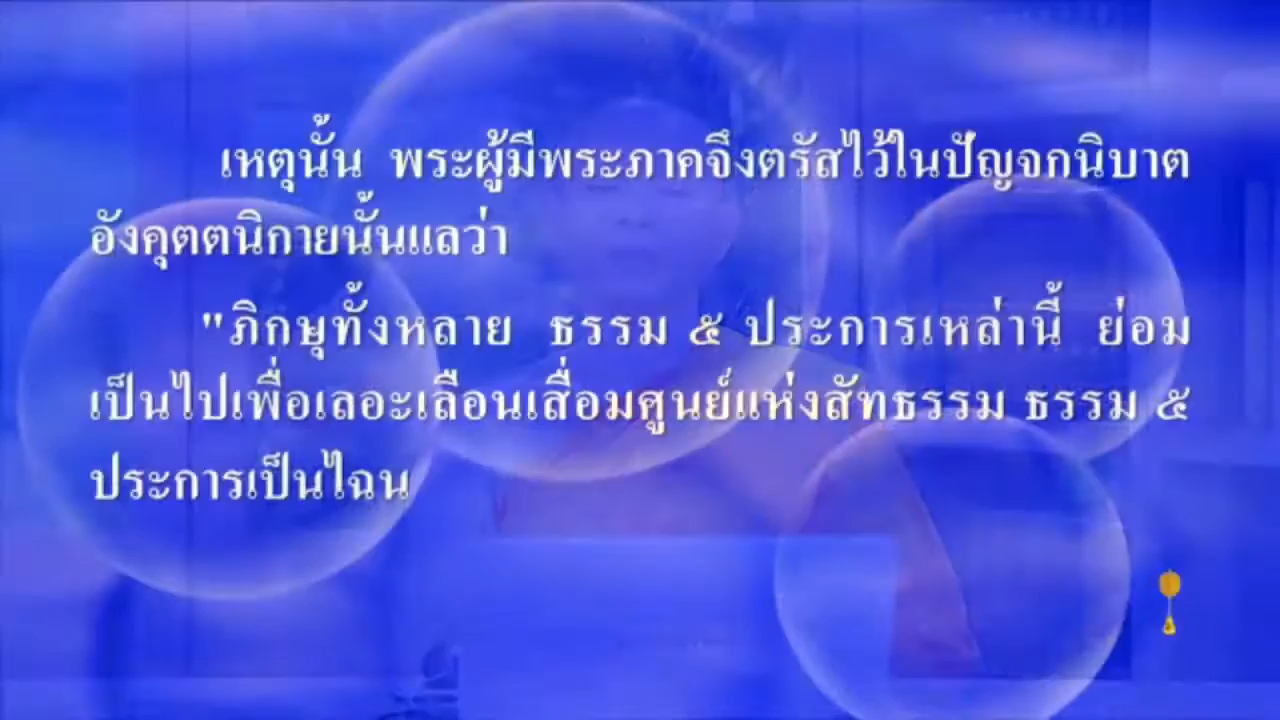 เหตุนั้น พระผู้มีพระภาคจึงตรัสไว้ในปัญจกนิบาต
อังคุตตนิกายนั้นแลว่า
"ภิกษุทั้งหลาย ธรรม ๕ ประการเหล่านี้ ย่อม
เป็นไปเพื่อเลอะเลือนเสื่อมศูนย์แห่งสัทธรรม ธรรม ๕
ประการเป็นไฉน